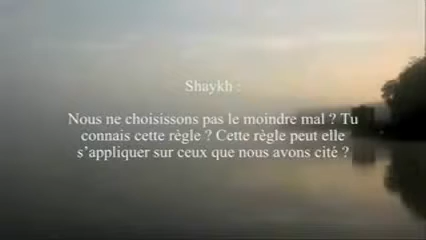 Shaykh :
Nous ne choisissons pas le moindre mal ? Tu
connais cette règle ? Cette règle peut elle
s'appliquer sur ceux que nous avons cité ?